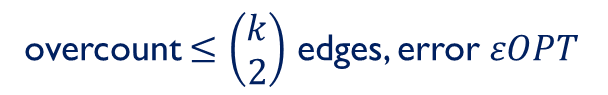 overcount ≤ (k 2) edges, error εOPT